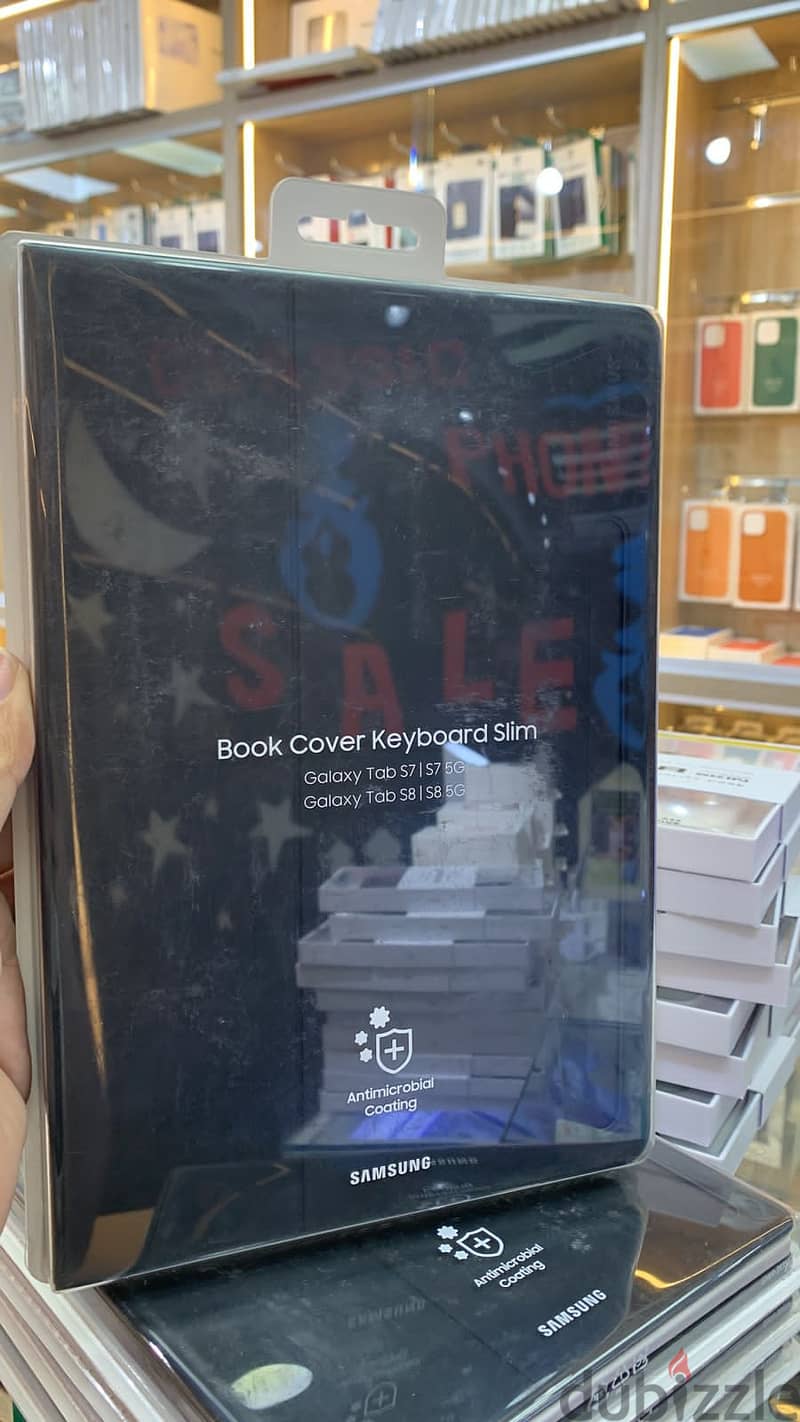 PHONE
SALE
Book Cover Keyboard Slim
Galaxy Tab S7 | S7 5G
Galaxy Tab S8 | S8 5G
Antimicrobial
Coating
SAMSUNG
Antimicrobial
Coating
SAMSUNG
dubizzle